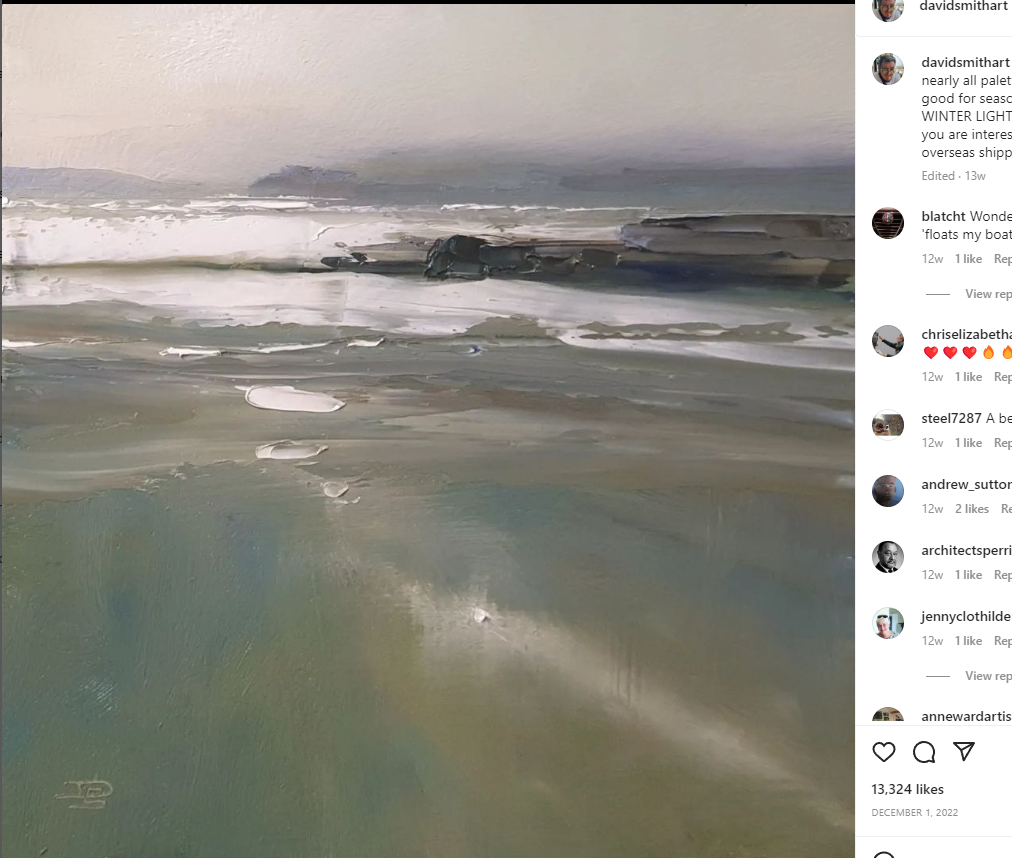 davidsmithart
davidsmithart
nearly all palet
good for seaso
WINTER LIGHT
you are interes
overseas shipp
Edited · 13w
blatcht Wonde
'floats my boat
12w 1 like Rep
View rep
chriselizabetha
❤️❤️❤️🔥🔥
12w 1 like Rep
steel7287 A be
12w 1 like Rep
andrew_sutton
12w 2 likes Re
architectsperri
12w 1 like Rep
jennyclothilde
12w 1 like Rep
View rep
annewardartis
13,324 likes
DECEMBER 1, 2022